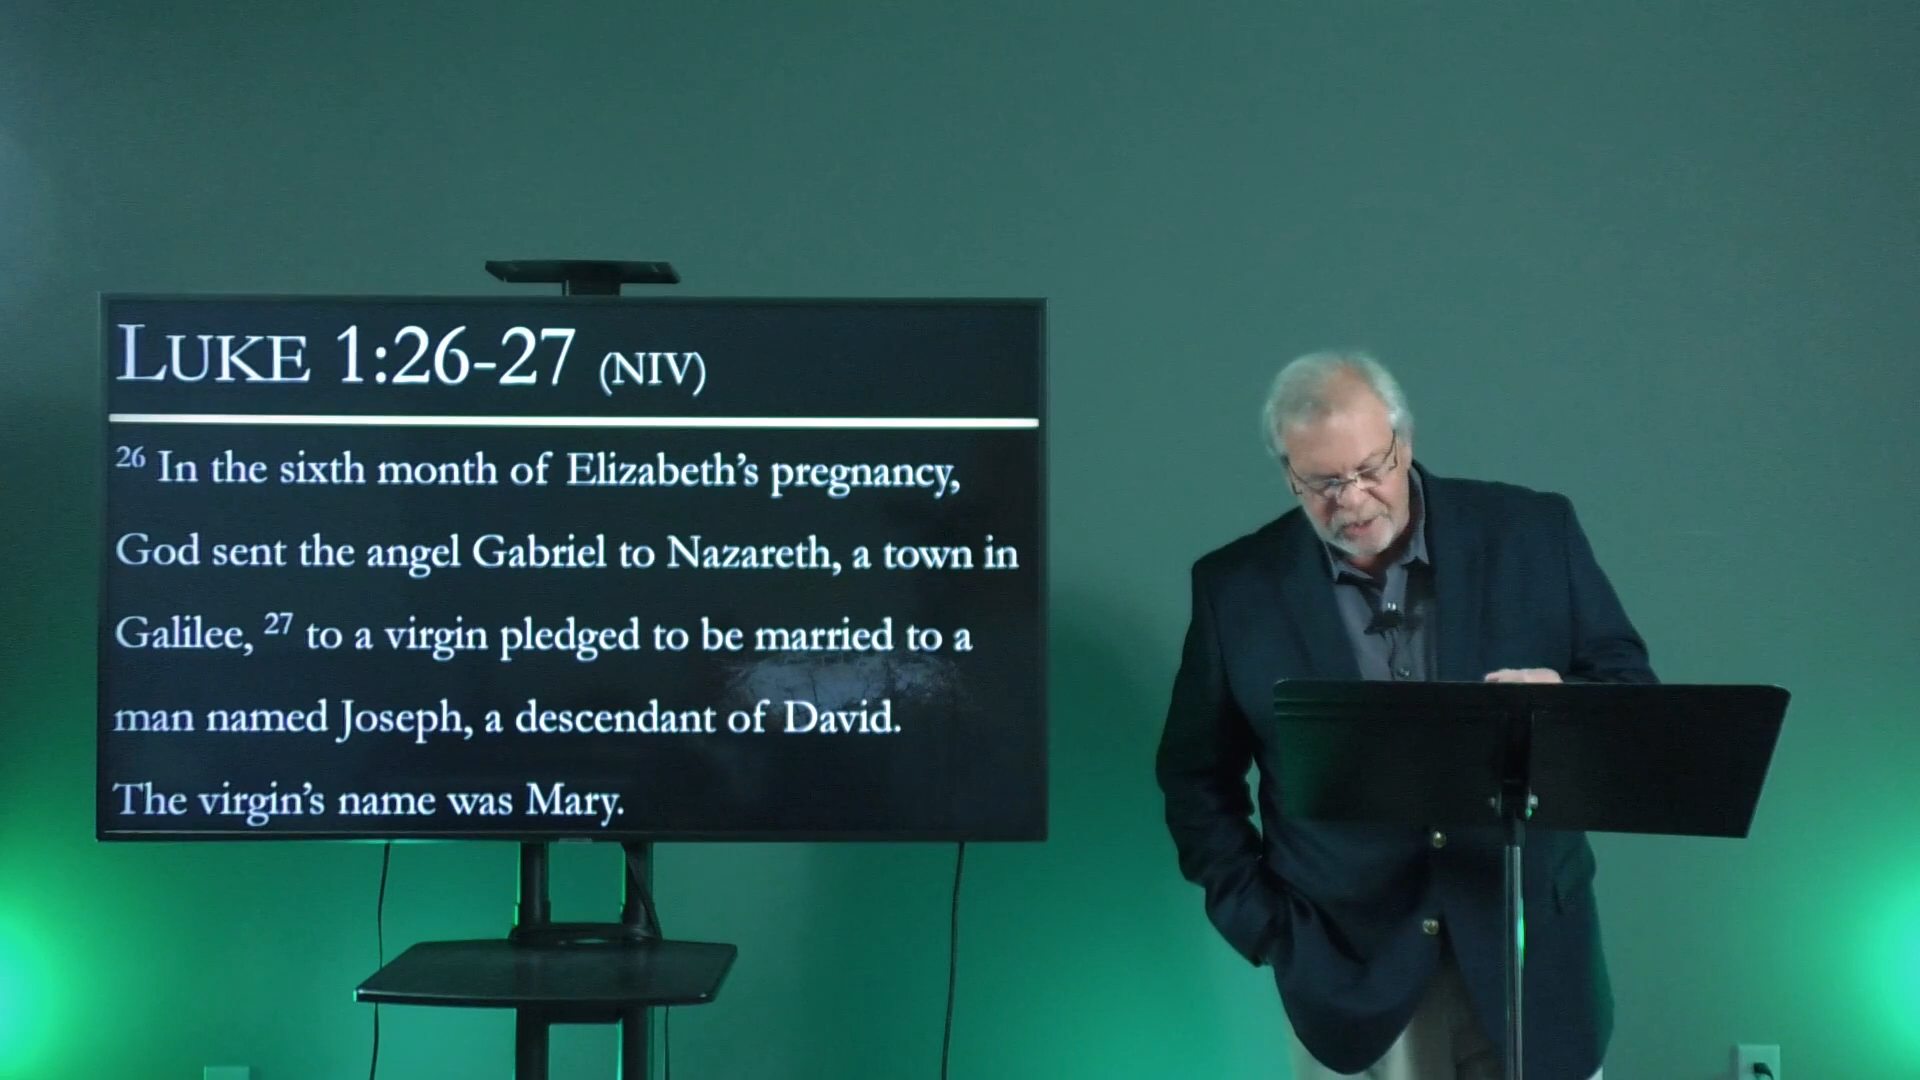 LUKE 1:26-27 (NIV)
26 In the sixth month of Elizabeth’s pregnancy,
God sent the angel Gabriel to Nazareth, a town in
Galilee, 27 to a virgin pledged to be married to a
man named Joseph, a descendant of David.
The virgin’s name was Mary.